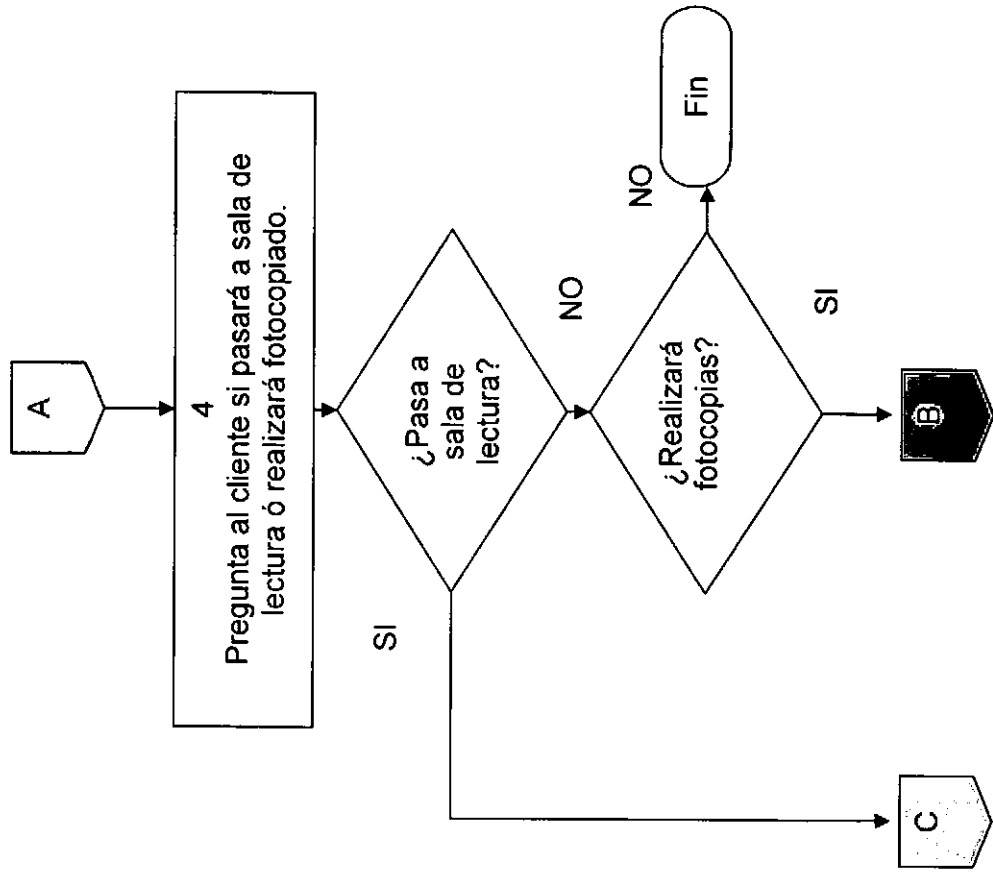 A
4
Pregunta al cliente si pasará a sala de
lectura ó realizará fotocopiado.
¿Pasa a
sala de
lectura?
SI
NO
¿Realizará
fotocopias?
NO
Fin
SI
B
C